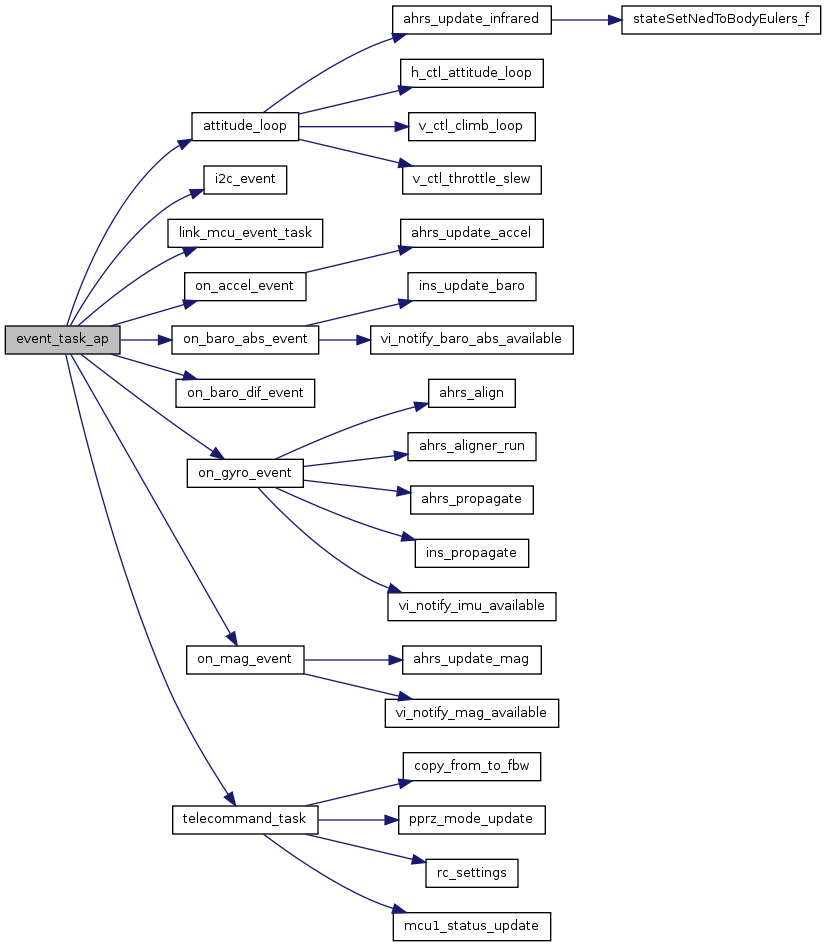 ahrs_update_infrared
stateSetNedToBodyEulers_f
h_ctl_attitude_loop
attitude_loop
v_ctl_climb_loop
i2c_event
v_ctl_throttle_slew
link_mcu_event_task
ahrs_update_accel
on_accel_event
ins_update_baro
event_task_ap
on_baro_abs_event
vi_notify_baro_abs_available
on_baro_dif_event
ahrs_align
ahrs_aligner_run
on_gyro_event
ahrs_propagate
ins_propagate
vi_notify_imu_available
on_mag_event
ahrs_update_mag
vi_notify_mag_available
copy_from_to_fbw
telecommand_task
pprz_mode_update
rc_settings
mcu1_status_update